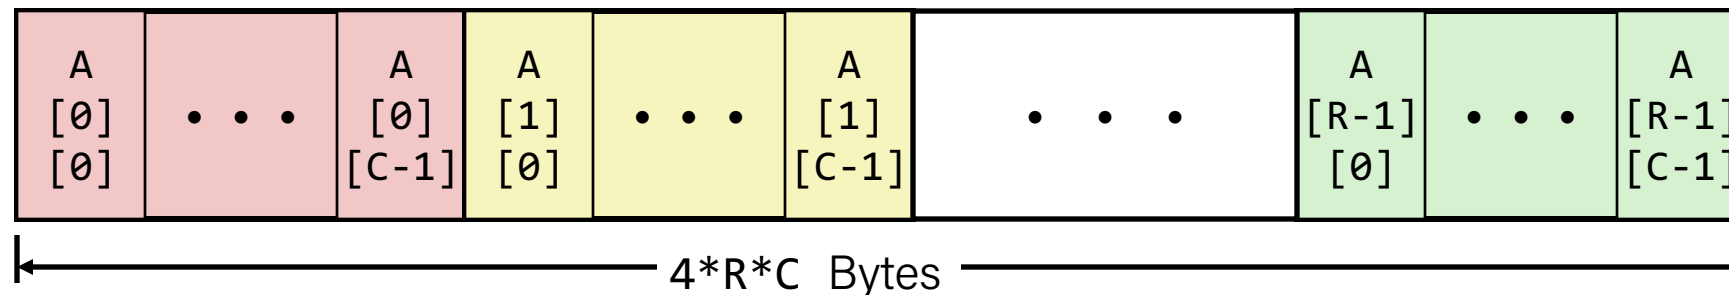 A [0] [0] • • • A [0] [C-1] A [1] [0] • • • A [1] [C-1] • • • A [R-1] [0] • • • A [R-1] [C-1]
4*R*C Bytes